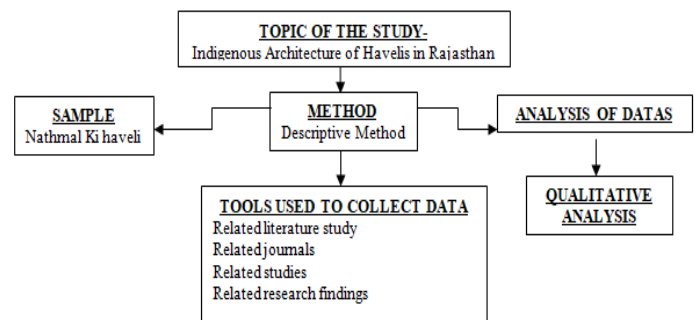 TOPIC OF THE STUDY-
Indigenous Architecture of Havelis in Rajasthan
SAMPLE
Nathmal Ki haveli
METHOD
Descriptive Method
ANALYSIS OF DATAS
QUALITATIVE
ANALYSIS
TOOLS USED TO COLLECT DATA
Related literature study
Related journals
Related studies
Related research findings